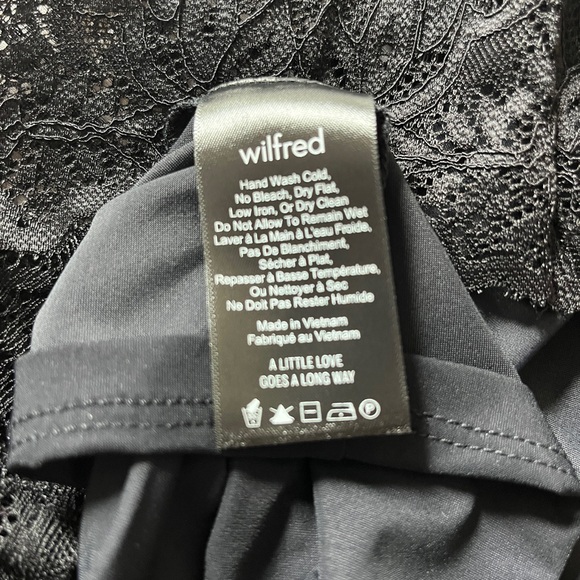 wilfred
Hand Wash Cold,
No Bleach, Dry Flat,
Low Iron, Or Dry Clean
Do Not Allow To Remain Wet
Laver à La Main à L'eau Froide,
Pas De Blanchiment,
Sécher à Plat,
Repasser à Basse Température,
Ou Nettoyer à Sec
Ne Doit Pas Rester Humide
Made in Vietnam
Fabriqué au Vietnam
A LITTLE LOVE
GOES A LONG WAY
P